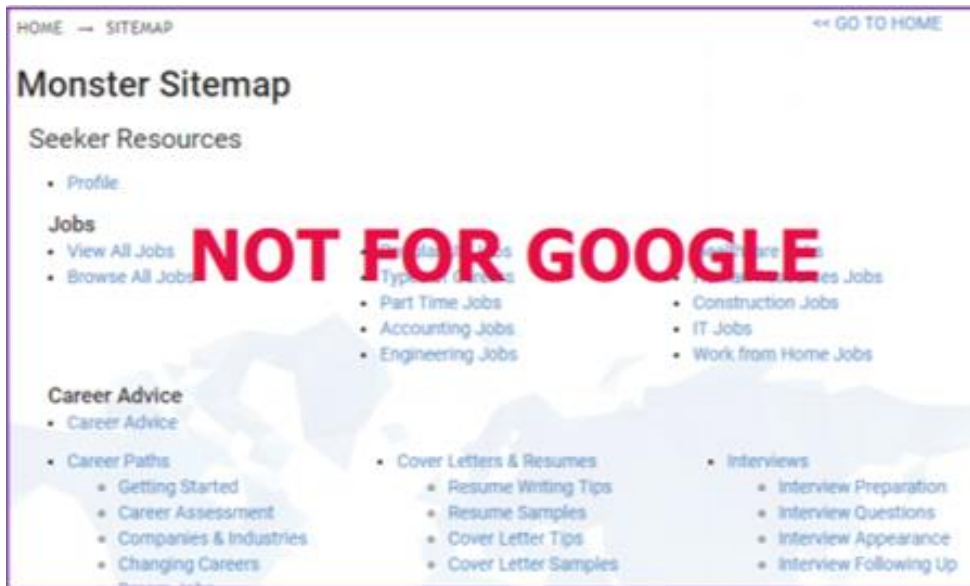 HOME → SITEMAP
<< GO TO HOME
Monster Sitemap
Seeker Resources
• Profile
Jobs
• View All Jobs
• Browse All Jobs
NOT FOR GOOGLE
• Part Time Jobs
• Accounting Jobs
• Engineering Jobs
• Construction Jobs
• IT Jobs
• Work from Home Jobs
Career Advice
• Career Advice
• Career Paths
• Getting Started
• Career Assessment
• Companies & Industries
• Changing Careers
• Cover Letters & Resumes
• Resume Writing Tips
• Resume Samples
• Cover Letter Tips
• Cover Letter Samples
• Interviews
• Interview Preparation
• Interview Questions
• Interview Appearance
• Interview Following Up